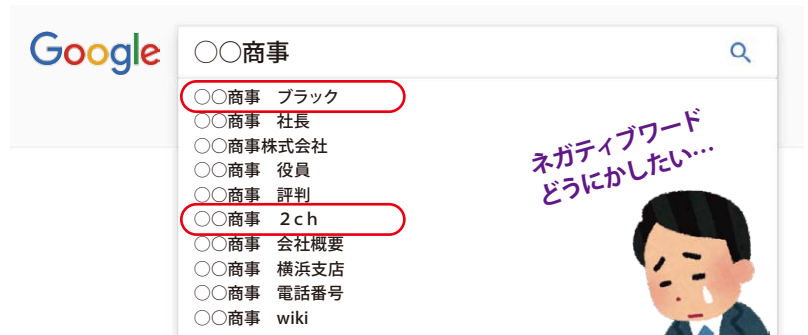 Google
○○商事
○○商事　ブラック
○○商事　社長
○○商事株式会社
○○商事　役員
○○商事　評判
○○商事　２ｃｈ
○○商事　会社概要
○○商事　横浜支店
○○商事　電話番号
○○商事　wiki
ネガティブワード
どうにかしたい…